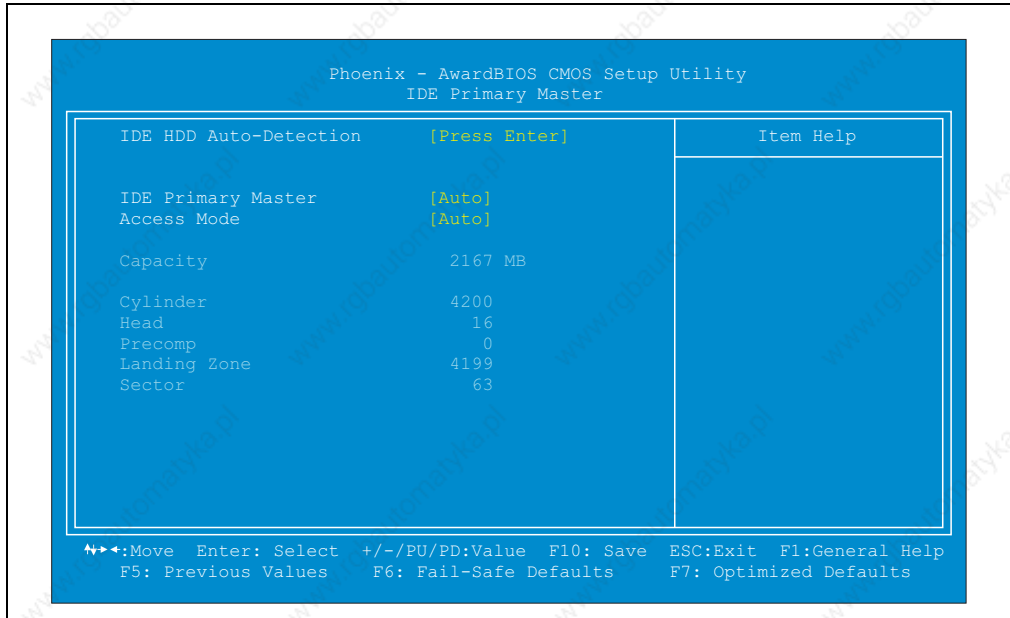 Phoenix - AwardBIOS CMOS Setup Utility
IDE Primary Master
IDE HDD Auto-Detection [Press Enter] Item Help
IDE Primary Master [Auto]
Access Mode [Auto]
Capacity 2167 MB
Cylinder 4200
Head 16
Precomp 0
Landing Zone 4199
Sector 63
:Move Enter: Select +/-/PU/PD:Value F10: Save ESC:Exit F1:General Help
F5: Previous Values F6: Fail-Safe Defaults F7: Optimized Defaults
www.rgbautomatyka.pl